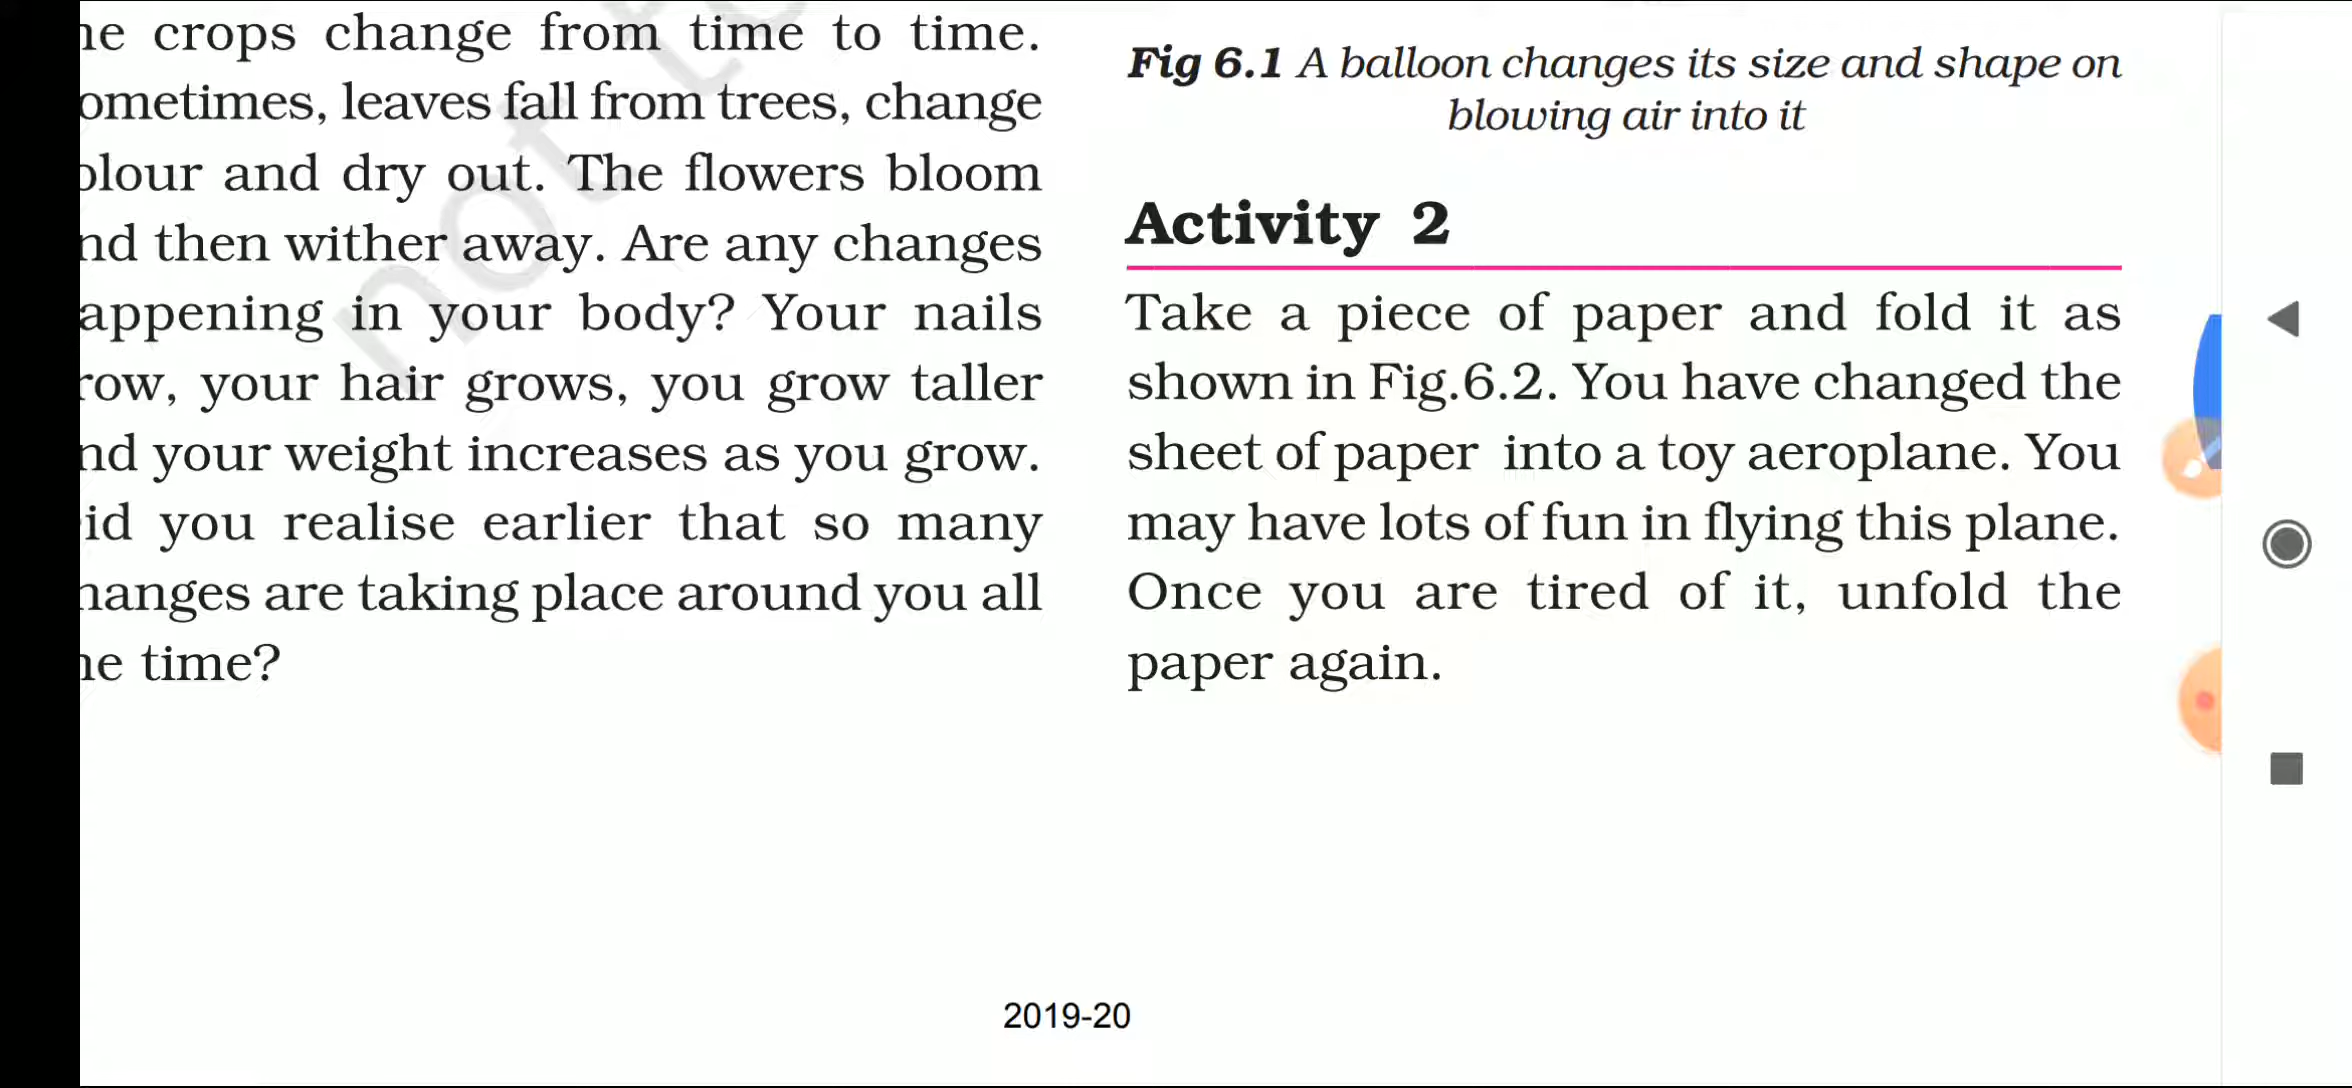 he crops change from time to time.
ometimes, leaves fall from trees, change
olour and dry out. The flowers bloom
nd then wither away. Are any changes
appening in your body? Your nails
row, your hair grows, you grow taller
nd your weight increases as you grow.
id you realise earlier that so many
hanges are taking place around you all
he time?
Fig 6.1 A balloon changes its size and shape on
blowing air into it
Activity 2
Take a piece of paper and fold it as
shown in Fig.6.2. You have changed the
sheet of paper into a toy aeroplane. You
may have lots of fun in flying this plane.
Once you are tired of it, unfold the
paper again.
not to
2019-20